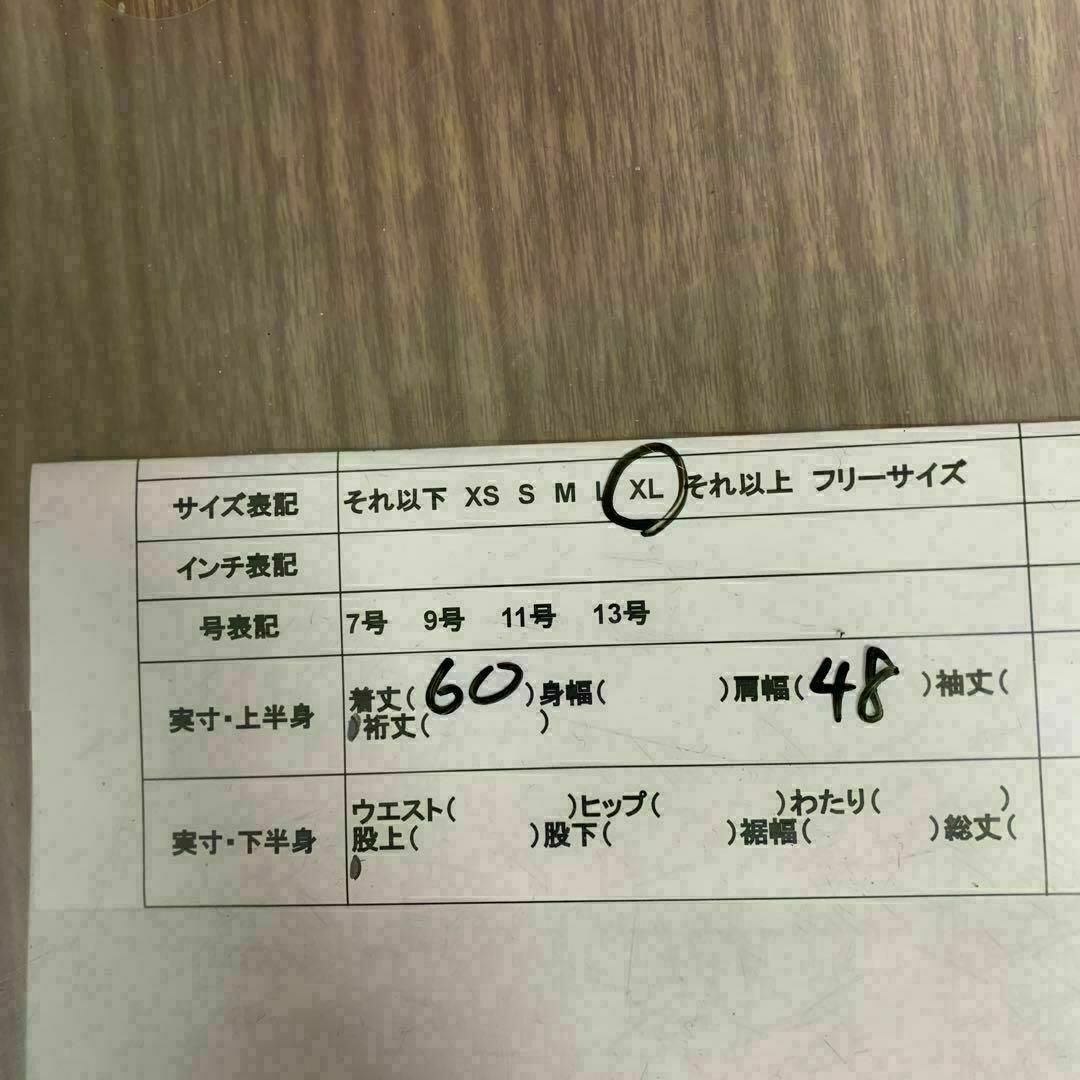 サイズ表記 それ以下 XS S M L XL それ以上 フリーサイズ
インチ表記
号表記 7号 9号 11号 13号
実寸・上半身 着丈( 60 )身幅( )肩幅( 48 )袖丈(
)裄丈( )
実寸・下半身 ウエスト( )ヒップ( )わたり( )
股上( )股下( )裾幅( )総丈(
)